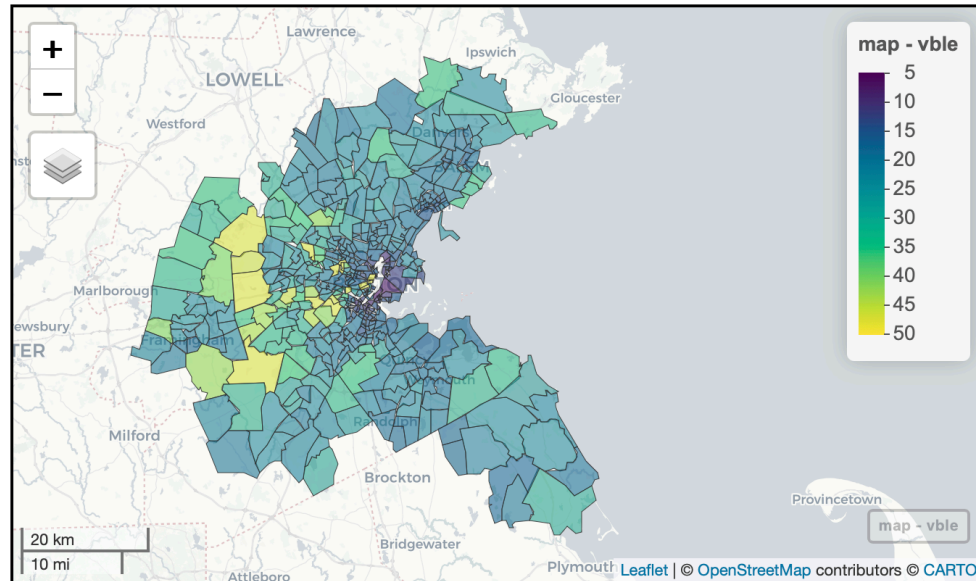 +
−
Lawrence
Ipswich
LOWELL
Gloucester
Westford
Danvers
Marlborough
Framingham
Weymouth
Randolph
Milford
Brockton
Provincetown
Bridgewater
Attleboro
Plymouth
20 km
10 mi
map - vble
5
10
15
20
25
30
35
40
45
50
map - vble
Leaflet | © OpenStreetMap contributors © CARTO